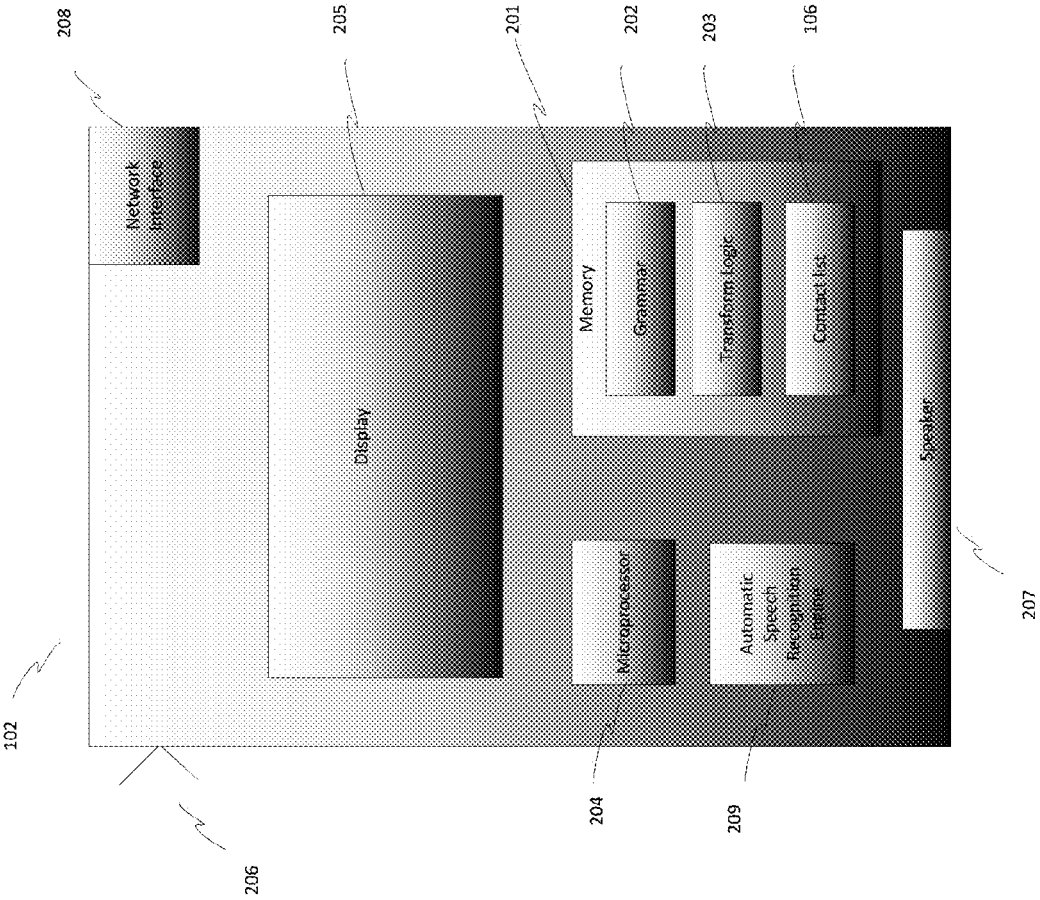 102
208
Network
Interface
206
205
Display
201
Memory
204
Microprocessor
202
Grammar
203
Transform Logic
209
Automatic
Speech
Recognition
Engine
106
Contact list
Speaker
207